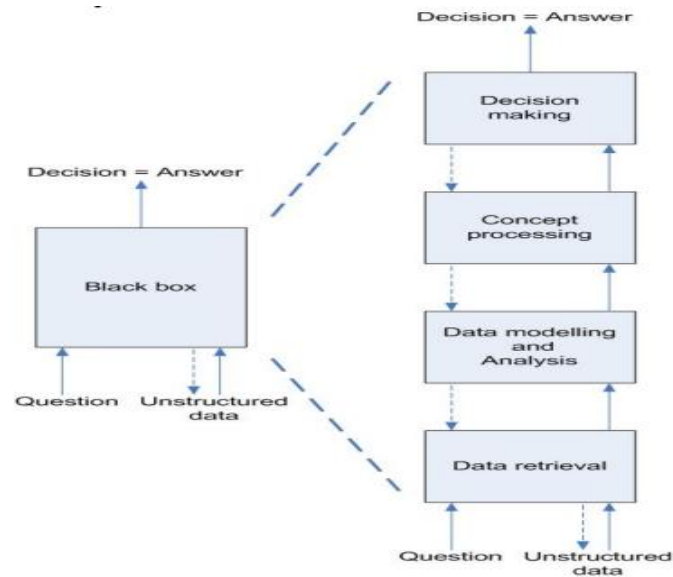 Decision = Answer
Black box
Question
Unstructured
data
Decision = Answer
Decision
making
Concept
processing
Data modelling
and
Analysis
Data retrieval
Question
Unstructured
data